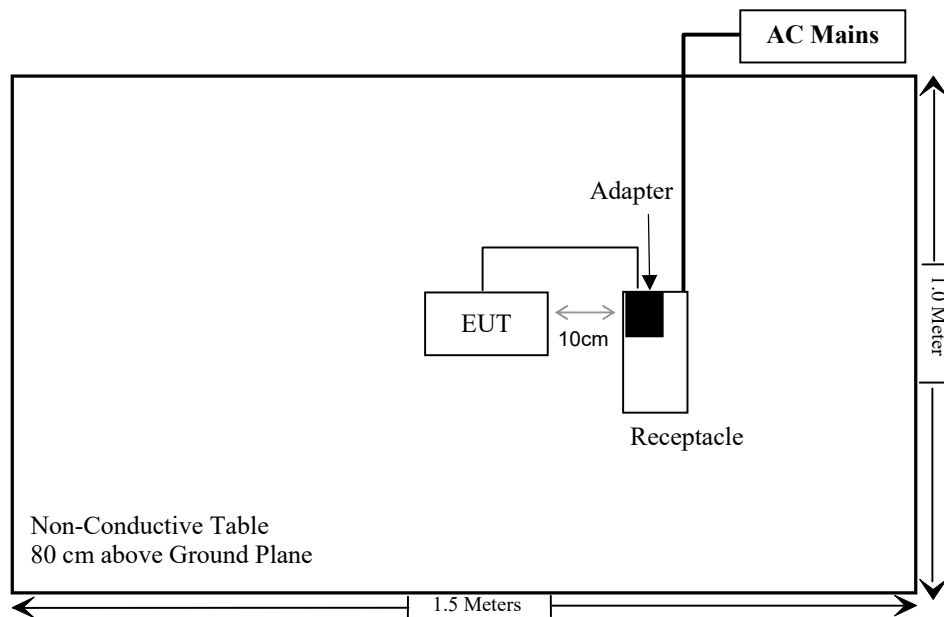 AC Mains
Adapter
EUT
10cm
1.0 Meter
Receptacle
Non-Conductive Table
80 cm above Ground Plane
1.5 Meters